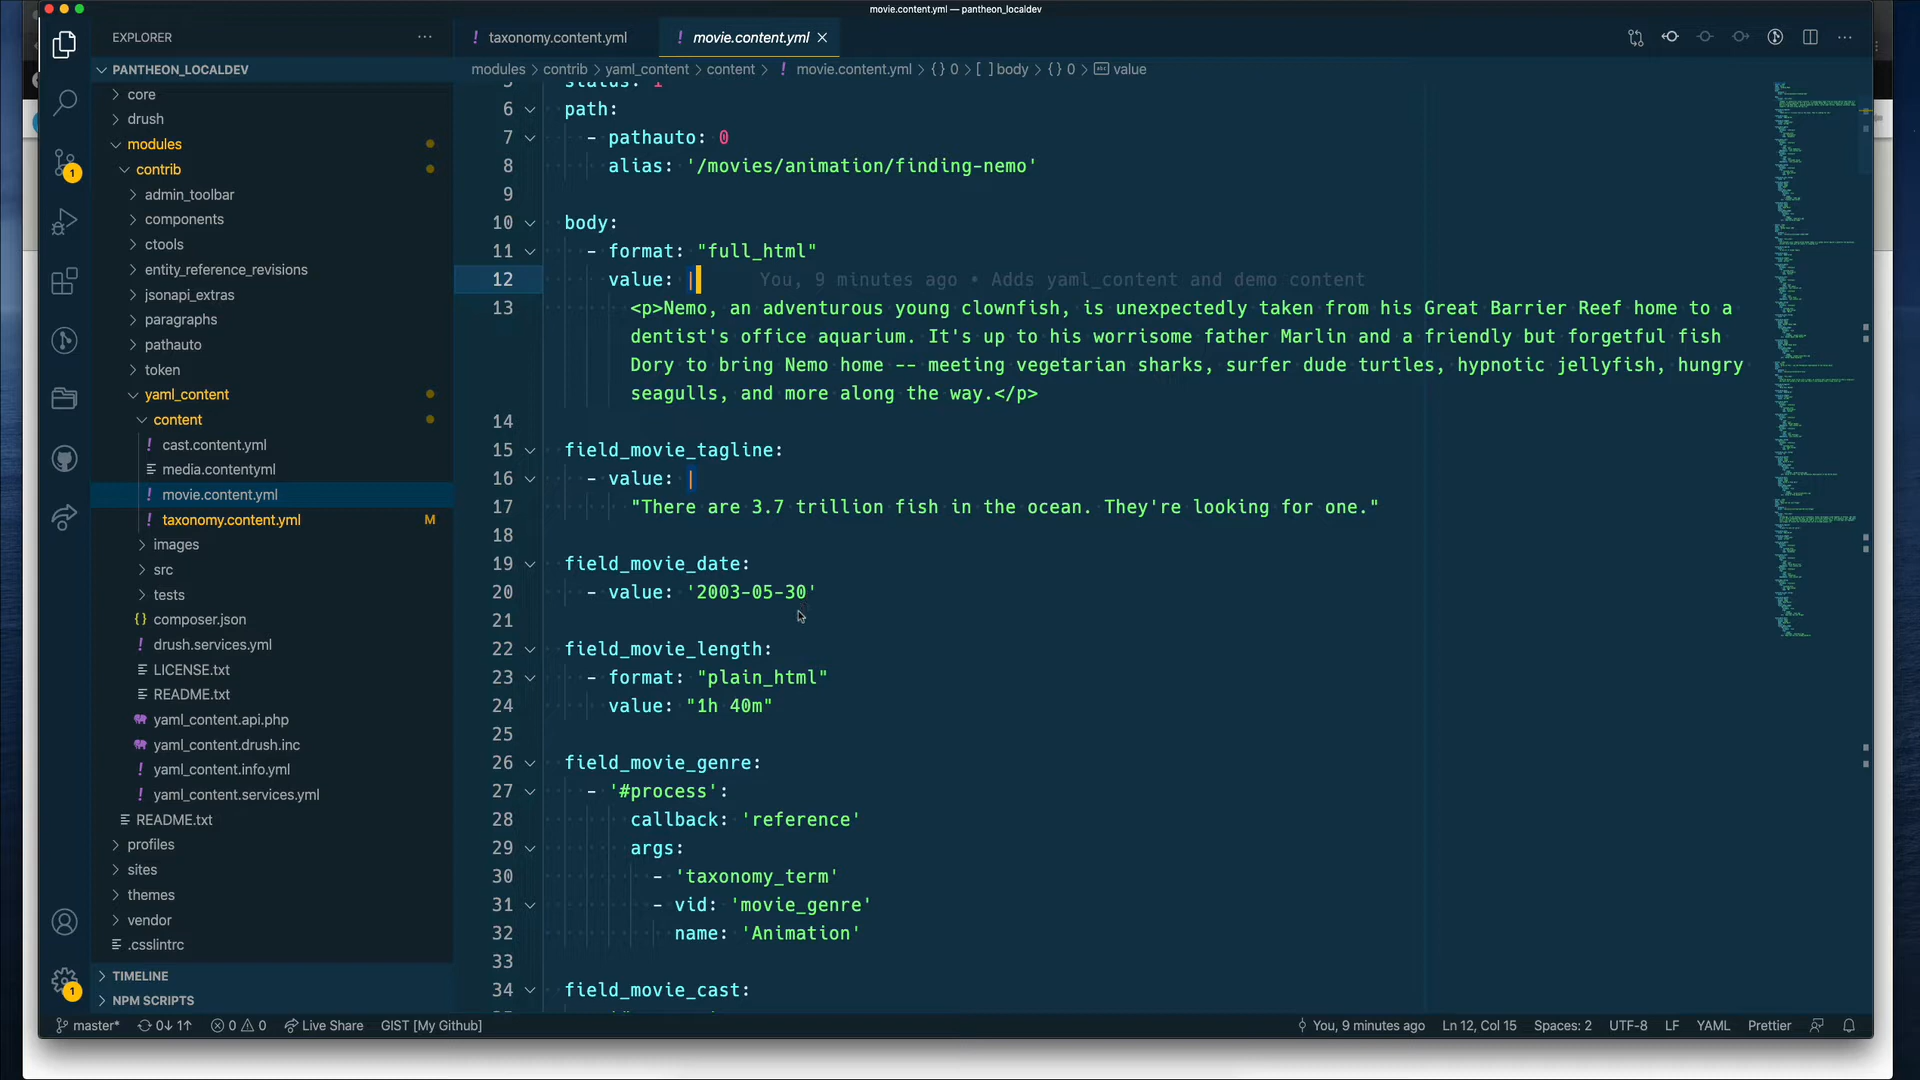 movie.content.yml — pantheon_localdev
EXPLORER
taxonomy.content.yml
movie.content.yml
PANTHEON_LOCALDEV
modules > contrib > yaml_content > content > ! movie.content.yml > {} 0 > [ ] body > {} 0 > value
core
drush
modules
contrib
admin_toolbar
components
ctools
entity_reference_revisions
jsonapi_extras
paragraphs
pathauto
token
yaml_content
content
! cast.content.yml
media.contentyml
! movie.content.yml
! taxonomy.content.yml M
images
src
tests
{} composer.json
! drush.services.yml
LICENSE.txt
README.txt
yaml_content.api.php
yaml_content.drush.inc
! yaml_content.info.yml
! yaml_content.services.yml
README.txt
profiles
sites
themes
vendor
.csslintrc
TIMELINE
NPM SCRIPTS
1
1
5 status: 1
6 path:
7 - pathauto: 0
8 alias: '/movies/animation/finding-nemo'
9
10 body:
11 - format: "full_html"
12 value: | You, 9 minutes ago • Adds yaml_content and demo content
13 <p>Nemo, an adventurous young clownfish, is unexpectedly taken from his Great Barrier Reef home to a
dentist's office aquarium. It's up to his worrisome father Marlin and a friendly but forgetful fish
Dory to bring Nemo home -- meeting vegetarian sharks, surfer dude turtles, hypnotic jellyfish, hungry
seagulls, and more along the way.</p>
14
15 field_movie_tagline:
16 - value: |
17 "There are 3.7 trillion fish in the ocean. They're looking for one."
18
19 field_movie_date:
20 - value: '2003-05-30'
21
22 field_movie_length:
23 - format: "plain_html"
24 value: "1h 40m"
25
26 field_movie_genre:
27 - '#process':
28 callback: 'reference'
29 args:
30 - 'taxonomy_term'
31 - vid: 'movie_genre'
32 name: 'Animation'
33
34 field_movie_cast:
master* 0↓ 1↑ 0 0 Live Share GIST [My Github] You, 9 minutes ago Ln 12, Col 15 Spaces: 2 UTF-8 LF YAML Prettier